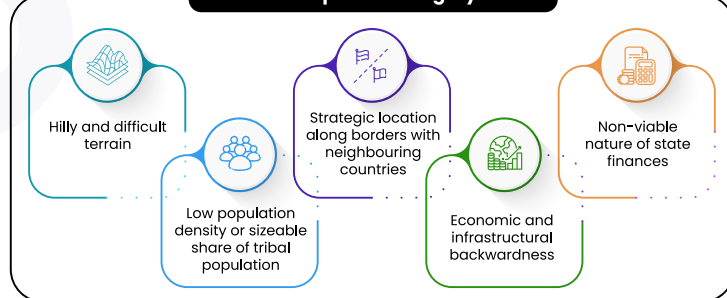 Hilly and difficult
terrain
Low population
density or sizeable
share of tribal
population
Strategic location
along borders with
neighbouring
countries
Economic and
infrastructural
backwardness
Non-viable
nature of state
finances